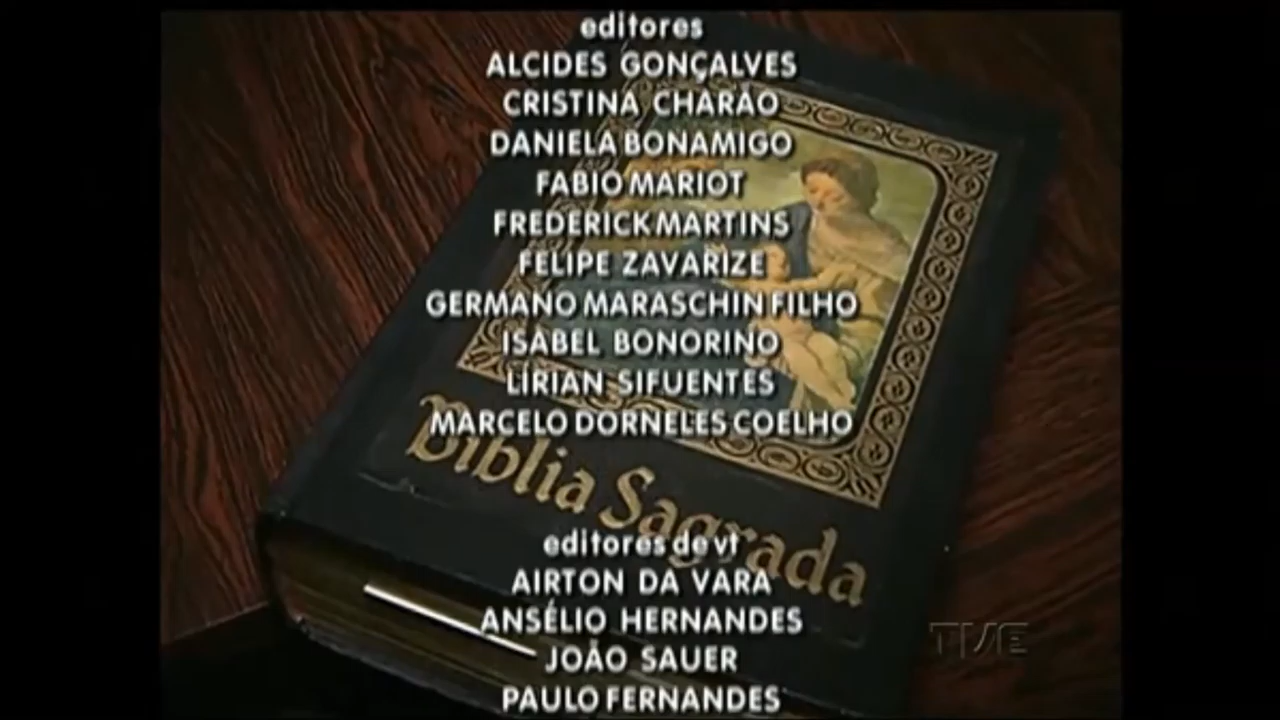 editores
ALCIDES GONÇALVES
CRISTINA CHARÃO
DANIELA BONAMIGO
FABIO MARIOT
FREDERICK MARTINS
FELIPE ZAVARIZE
GERMANO MARASCHIN FILHO
ISABEL BONORINO
LÍRIAN SIFUENTES
MARCELO DORNELES COELHO
Bíblia Sagrada
editores de vt
AIRTON DA VARA
ANSÉLIO HERNANDES
JOÃO SAUER
PAULO FERNANDES
TVE